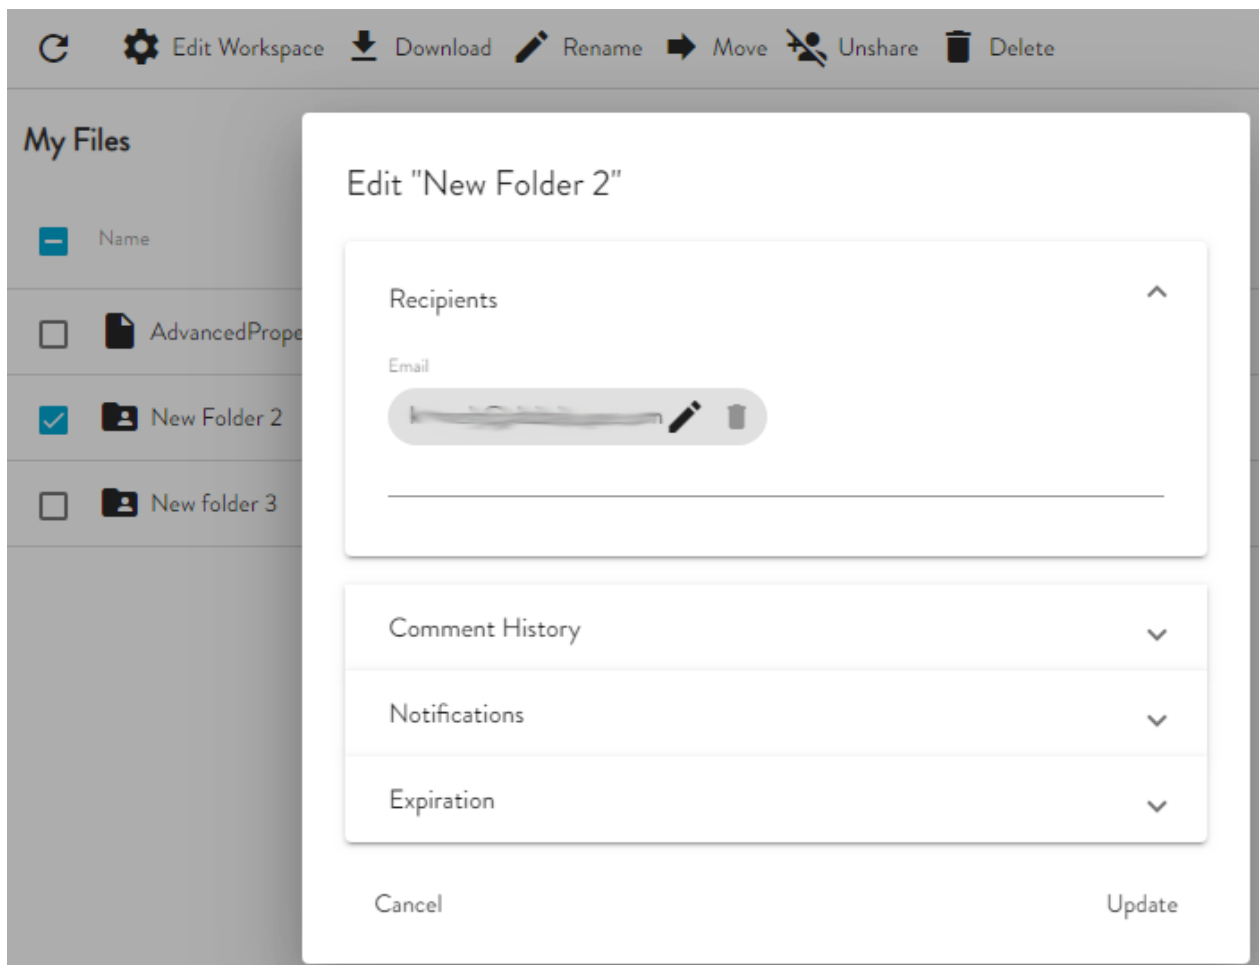 Edit Workspace Download Rename Move Unshare Delete
My Files
Edit "New Folder 2"
Name
Recipients
AdvancedPrope
Email
New Folder 2
New folder 3
Comment History
Notifications
Expiration
Cancel Update